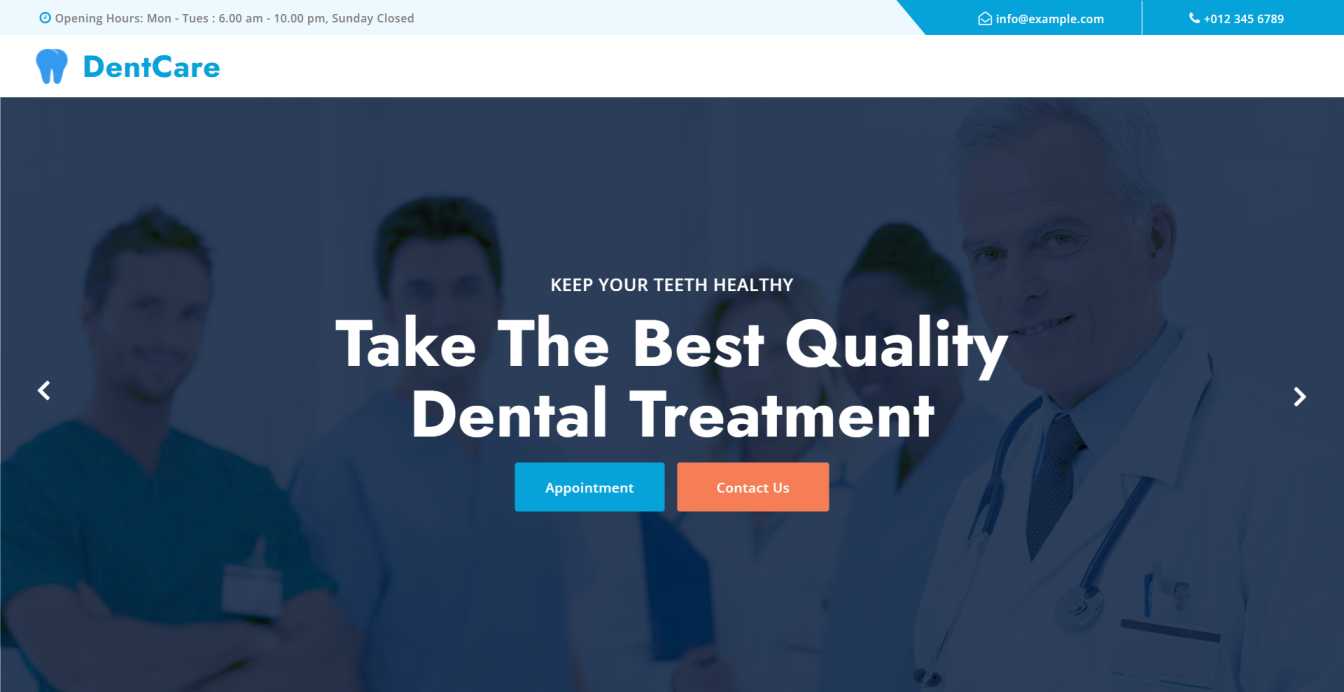 Opening Hours: Mon - Tues : 6.00 am - 10.00 pm, Sunday Closed
info@example.com
+012 345 6789
DentCare
KEEP YOUR TEETH HEALTHY
Take The Best Quality
Dental Treatment
Appointment
Contact Us